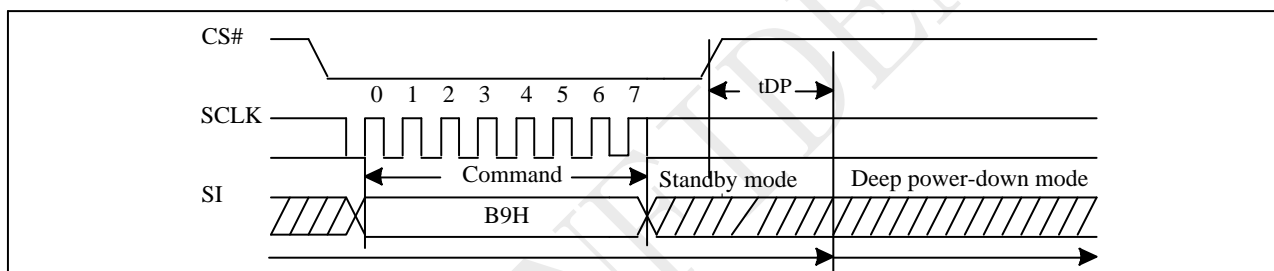 CS#
tDP
0 1 2 3 4 5 6 7
SCLK
Command
Standby mode
Deep power-down mode
SI
B9H